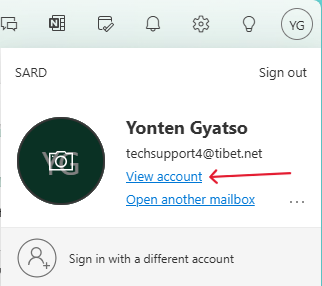 YG
SARD
Sign out
YG
Yonten Gyatso
techsupport4@tibet.net
View account
Open another mailbox
...
Sign in with a different account